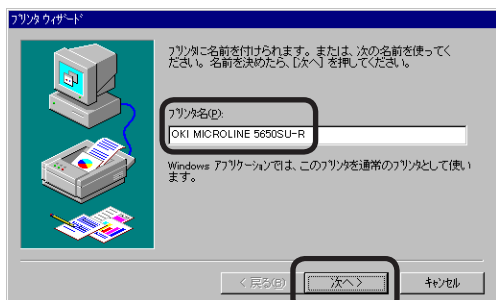 プリンタ ウィザード
プリンタに名前を付けられます。または、次の名前を使ってく
ださい。名前を決めたら、[次へ] を押してください。
プリンタ名(P):
OKI MICROLINE 5650SU-R
Windows アプリケーションでは、このプリンタを通常のプリンタとして使い
ます。
< 戻る(B)
次へ >
キャンセル